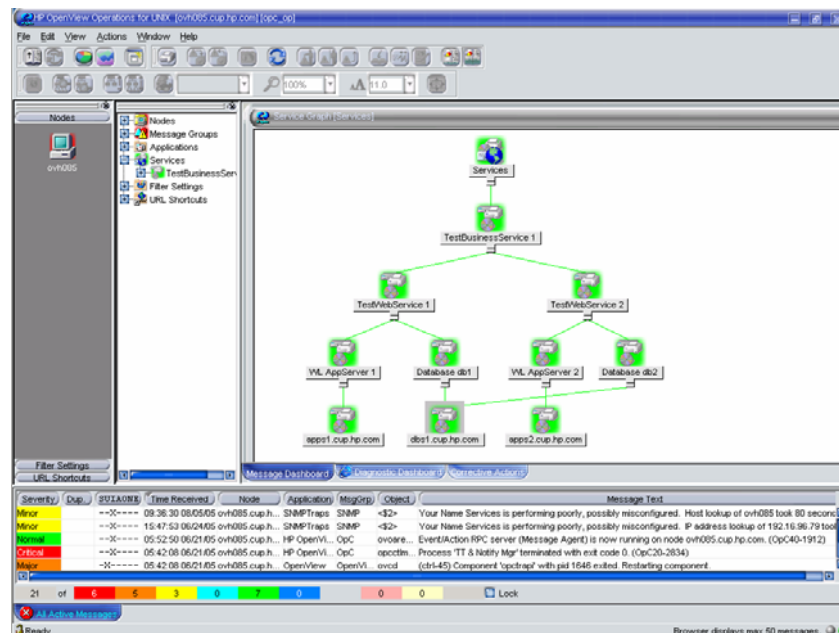 HP OpenView Operations for UNIX [ovh085.cup.hp.com] [opc_op]
File Edit View Actions Window Help
100% 11.0
Nodes
ovh085
Filter Settings
URL Shortcuts
Nodes
Message Groups
Applications
Services
TestBusinessSer
Filter Settings
URL Shortcuts
Service Graph [Services]
Services
TestBusinessService 1
TestWebService 1 TestWebService 2
WL AppServer 1 Database db1 WL AppServer 2 Database db2
apps1.cup.hp.com dbs1.cup.hp.com apps2.cup.hp.com
Message Dashboard Diagnostic Dashboard Corrective Actions
Severity Dup... SUIAONE Time Received Node Application MsgGrp Object Message Text
Minor --X---- 09:36:30 08/05/05 ovh085.cup.h... SNMPTraps SNMP <$2> Your Name Services is performing poorly, possibly misconfigured. Host lookup of ovh085 took 80 second
Minor --X---- 15:47:53 06/24/05 ovh085.cup.h... SNMPTraps SNMP <$2> Your Name Services is performing poorly, possibly misconfigured. IP address lookup of 192.16.96.79 took
Normal --X---- 05:52:50 06/21/05 ovh085.cup.h... HP OpenVi... OpC ovoare... Event/Action RPC server (Message Agent) is now running on node ovh085.cup.hp.com. (OpC40-1912)
Critical --X---- 05:42:08 06/21/05 ovh085.cup.h... HP OpenVi... OpC opcctlm... Process 'TT & Notify Mgr' terminated with exit code 0. (OpC20-2834)
Major -X----- 05:42:08 06/21/05 ovh085.cup.h... OpenView OpenVi... ovcd (ctrl-45) Component 'opctrapi' with pid 1646 exited. Restarting component.
21 of 6 5 3 0 7 0 0 0 Lock
All Active Messages
Ready Browser displays max 50 messages.